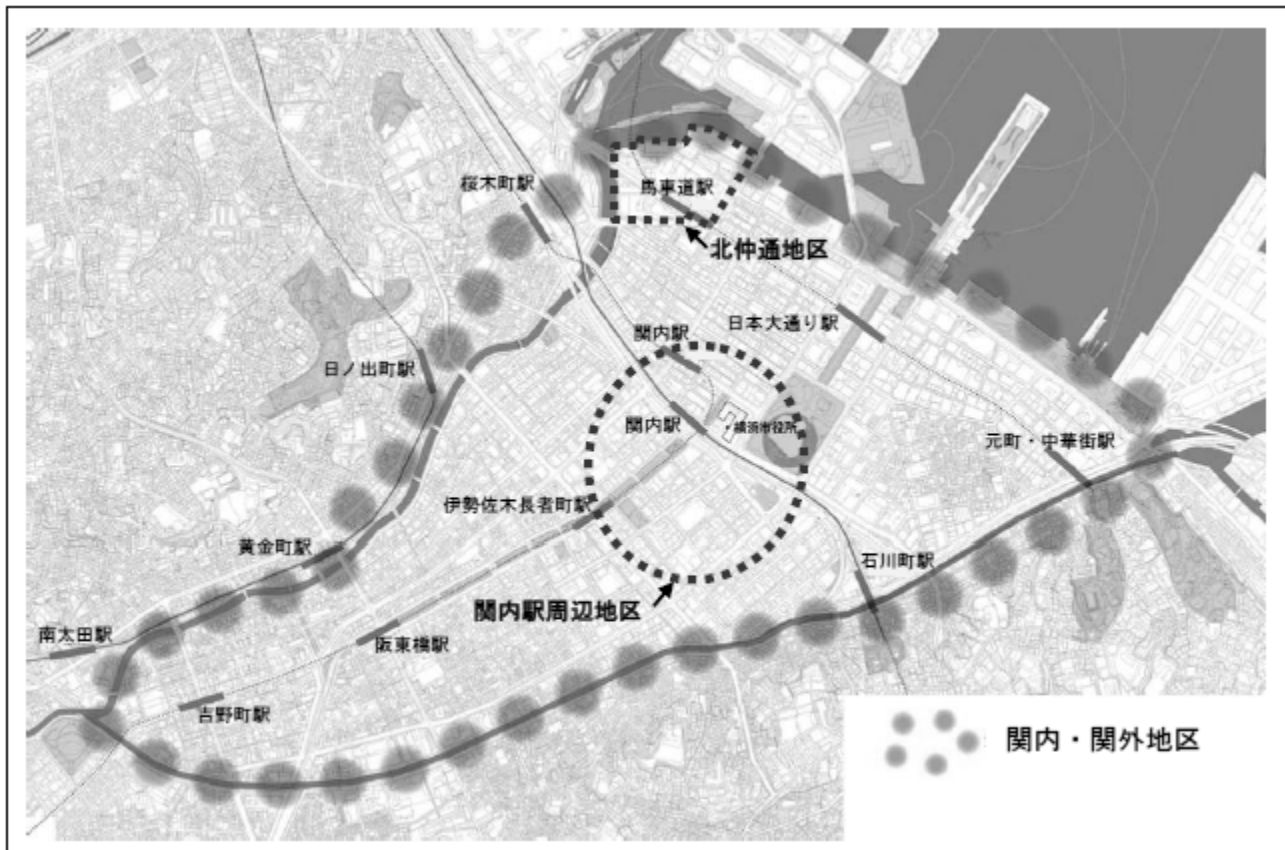 桜木町駅
馬車道駅
北仲通地区
日本大通り駅
関内駅
日ノ出町駅
関内駅
・横浜市役所
元町・中華街駅
伊勢佐木長者町駅
黄金町駅
石川町駅
関内駅周辺地区
南太田駅
阪東橋駅
吉野町駅
関内・関外地区